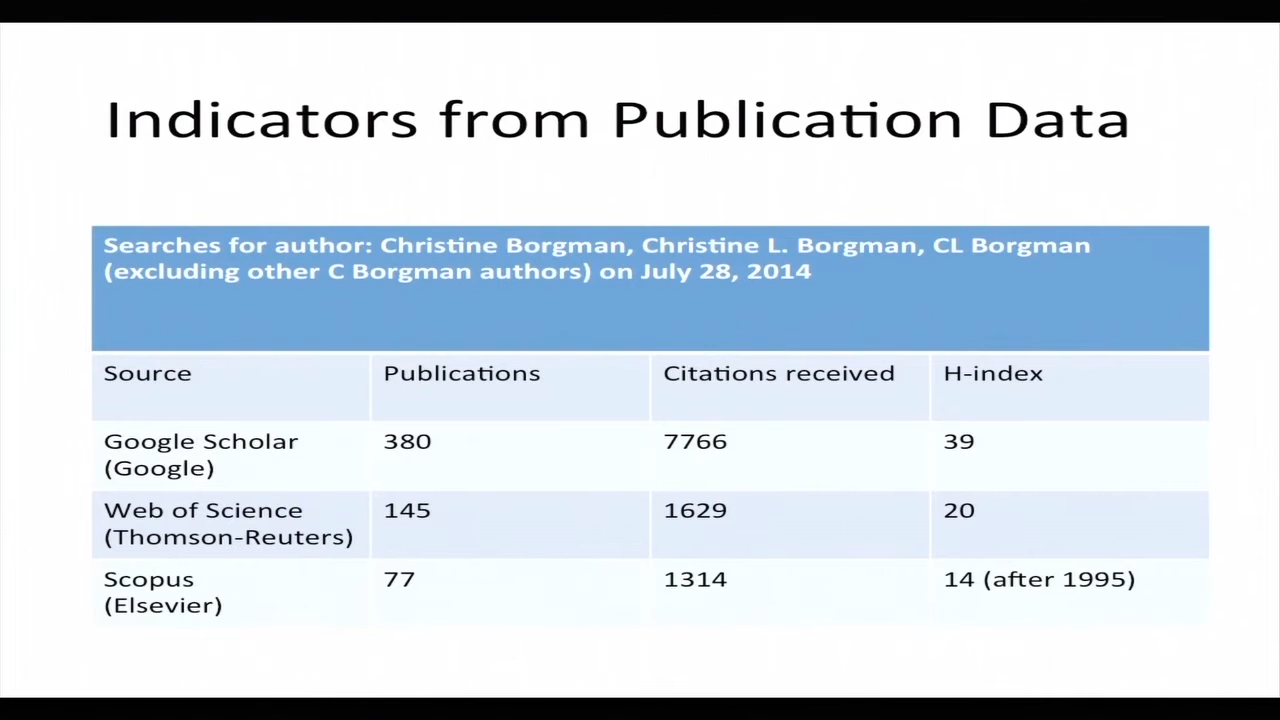 Indicators from Publication Data
Searches for author: Christine Borgman, Christine L. Borgman, CL Borgman
(excluding other C Borgman authors) on July 28, 2014
Source Publications Citations received H-index
Google Scholar 380 7766 39
(Google)
Web of Science 145 1629 20
(Thomson-Reuters)
Scopus 77 1314 14 (after 1995)
(Elsevier)